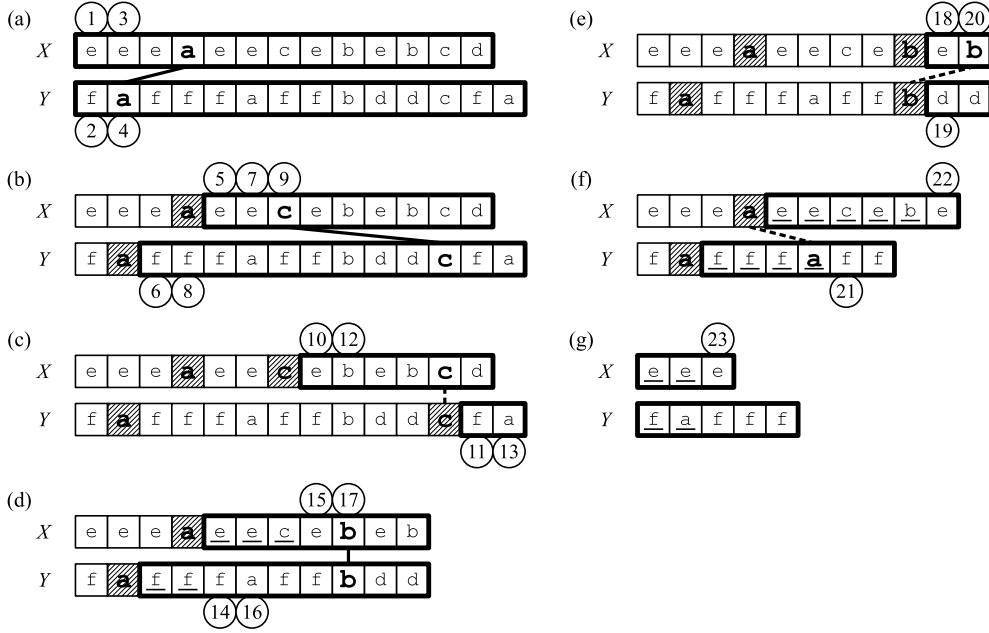 (a)
1 3
X e e e a e e c e b e b c d
Y f a f f f a f f b d d c f a
2 4
(b)
5 7 9
X e e e a e e c e b e b c d
Y f a f f f a f f b d d c f a
6 8
(c)
10 12
X e e e a e e c e b e b c d
Y f a f f f a f f b d d c f a
11 13
(d)
15 17
X e e e a e e c e b e b
Y f a f f f a f f b d d
14 16
(e)
18 20
X e e e a e e c e b e b
Y f a f f f a f f b d d
19
(f)
22
X e e e a e e c e b e
Y f a f f f a f f
21
(g)
23
X e e e
Y f a f f f